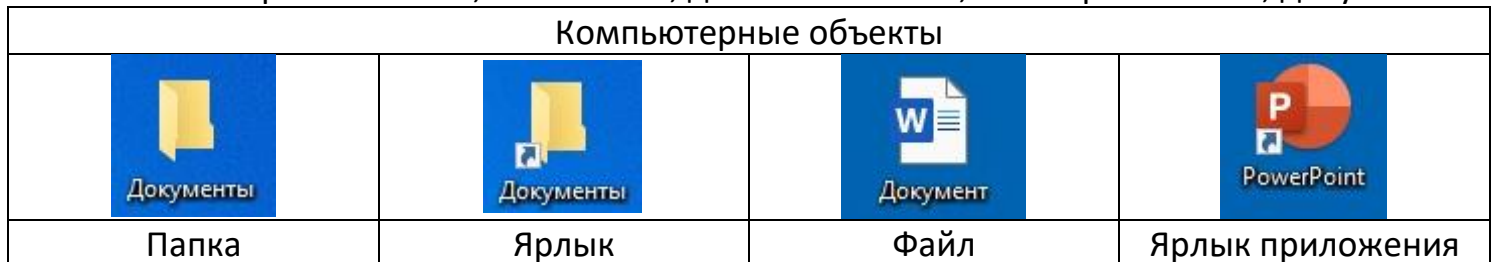 Компьютерные объекты
Документы
Документы
W
Документ
P
PowerPoint
Папка
Ярлык
Файл
Ярлык приложения